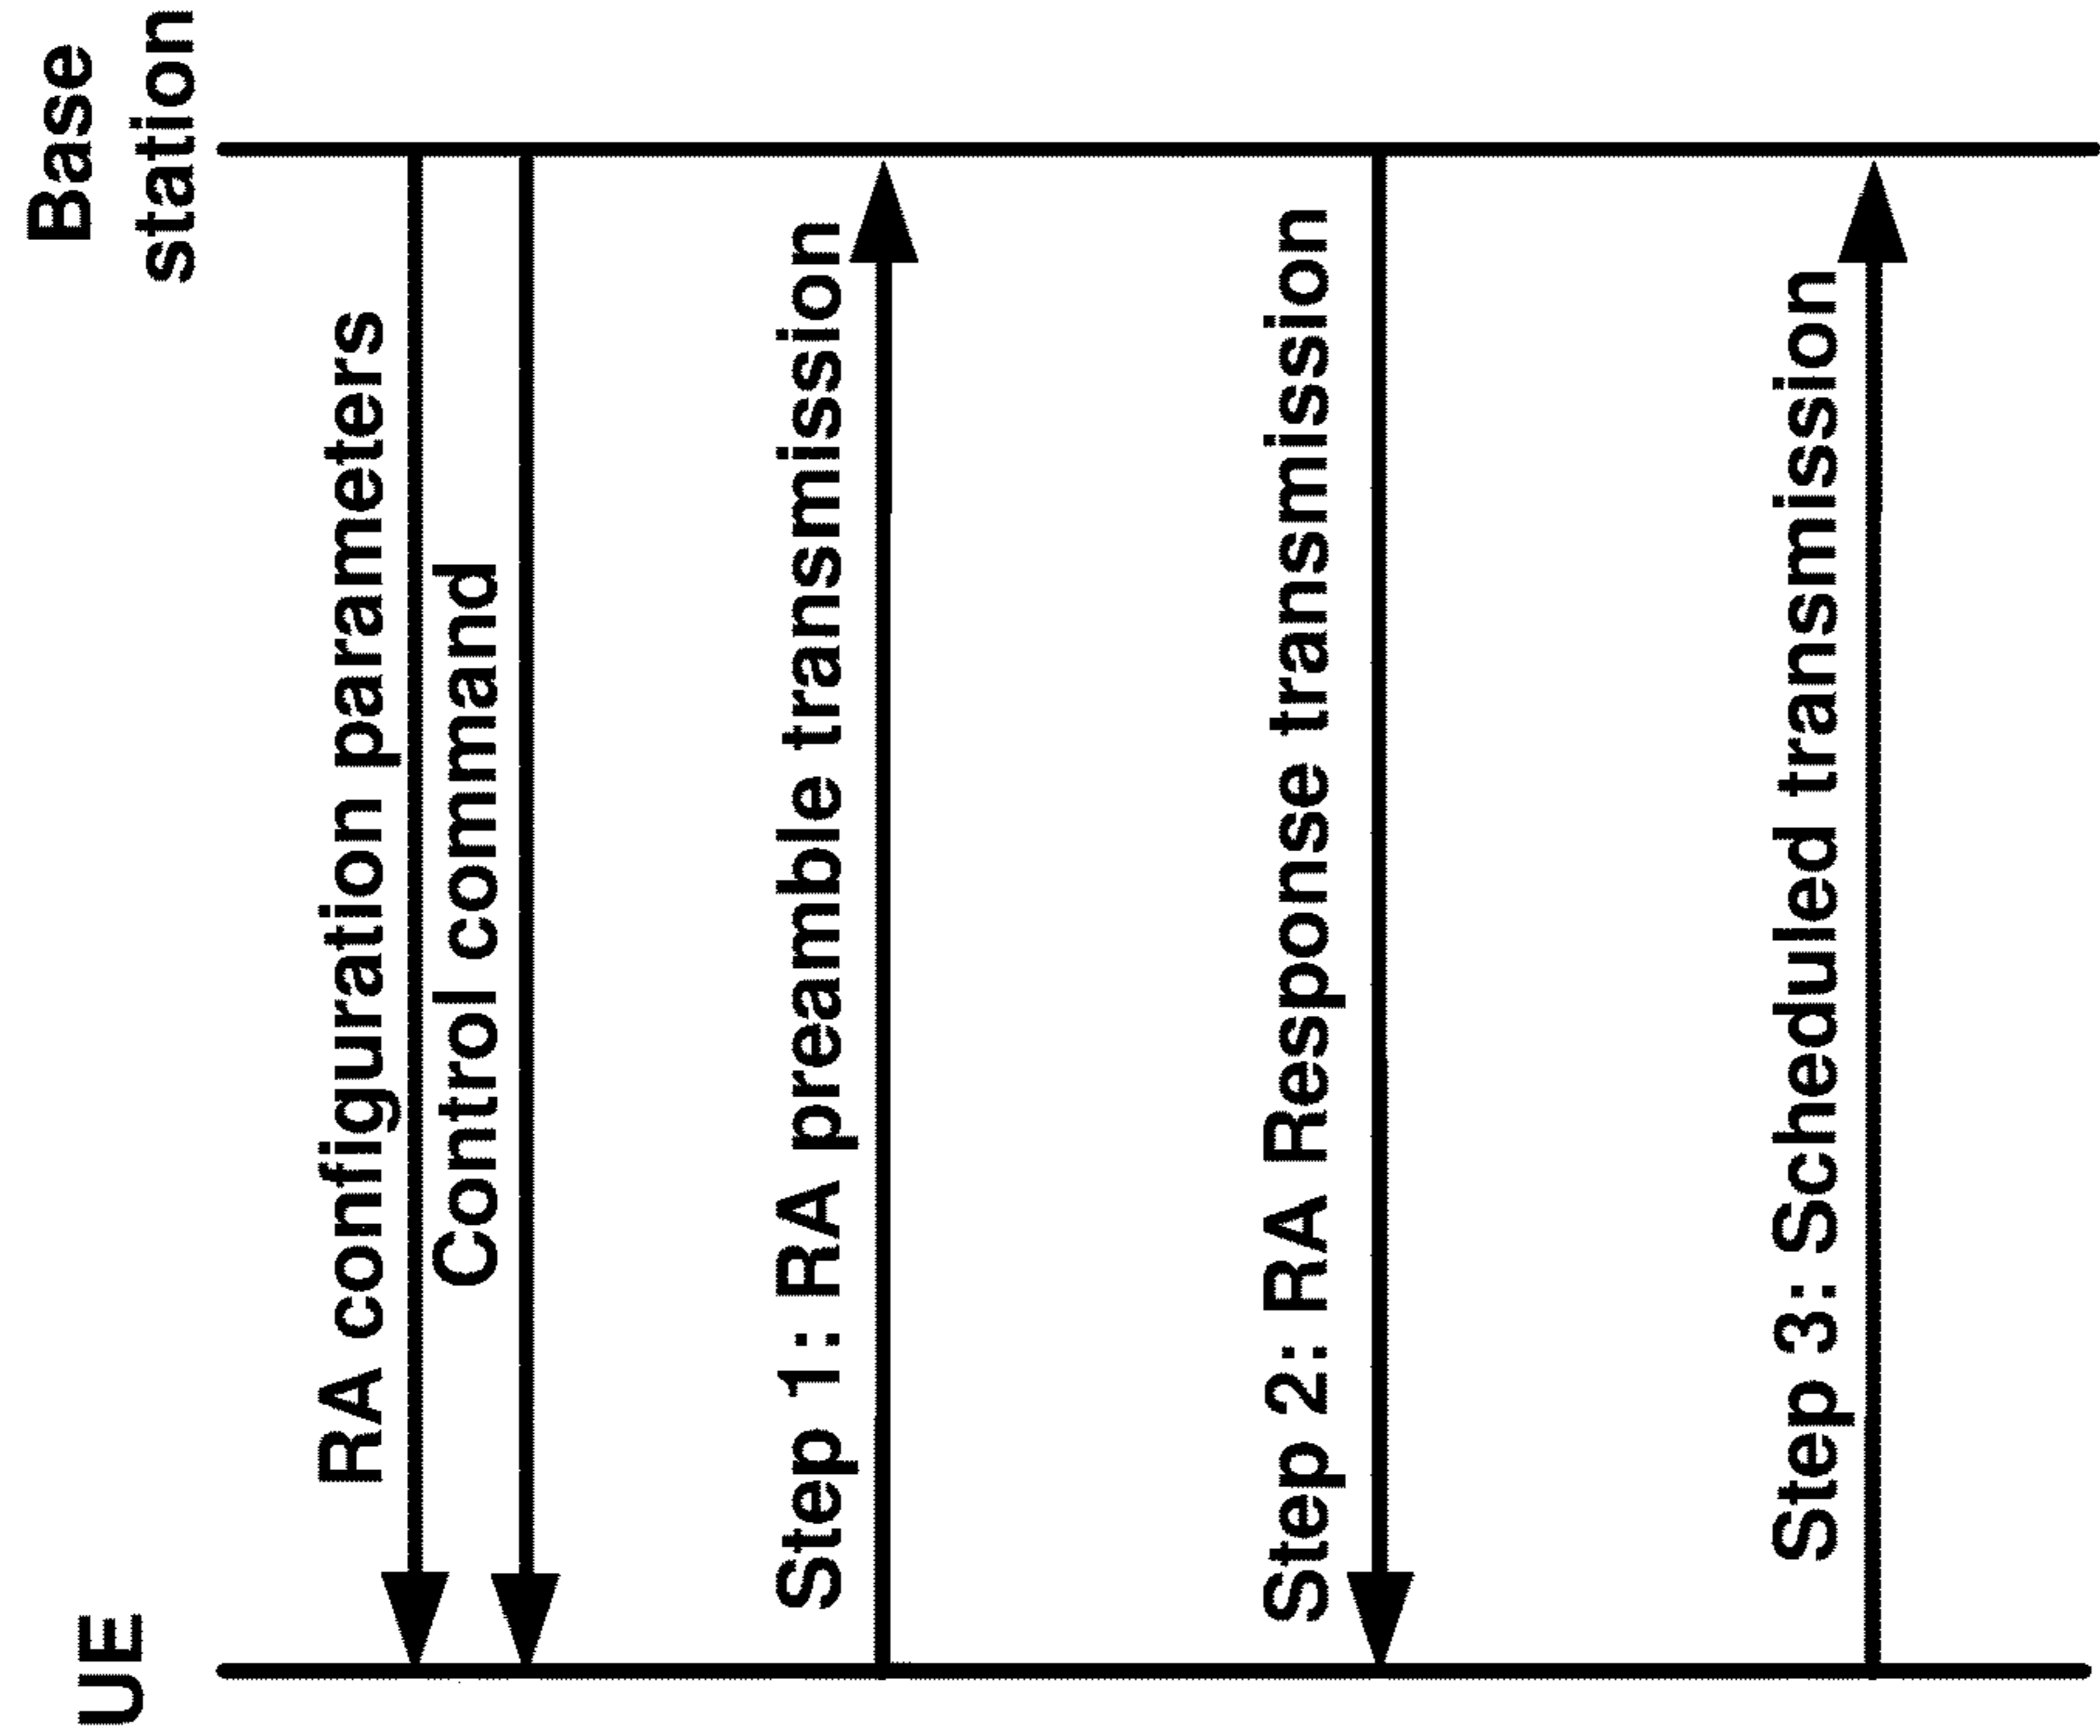 UE
Base
station
RA configuration parameters
Control command
Step 1: RA preamble transmission
Step 2: RA Response transmission
Step 3: Scheduled transmission